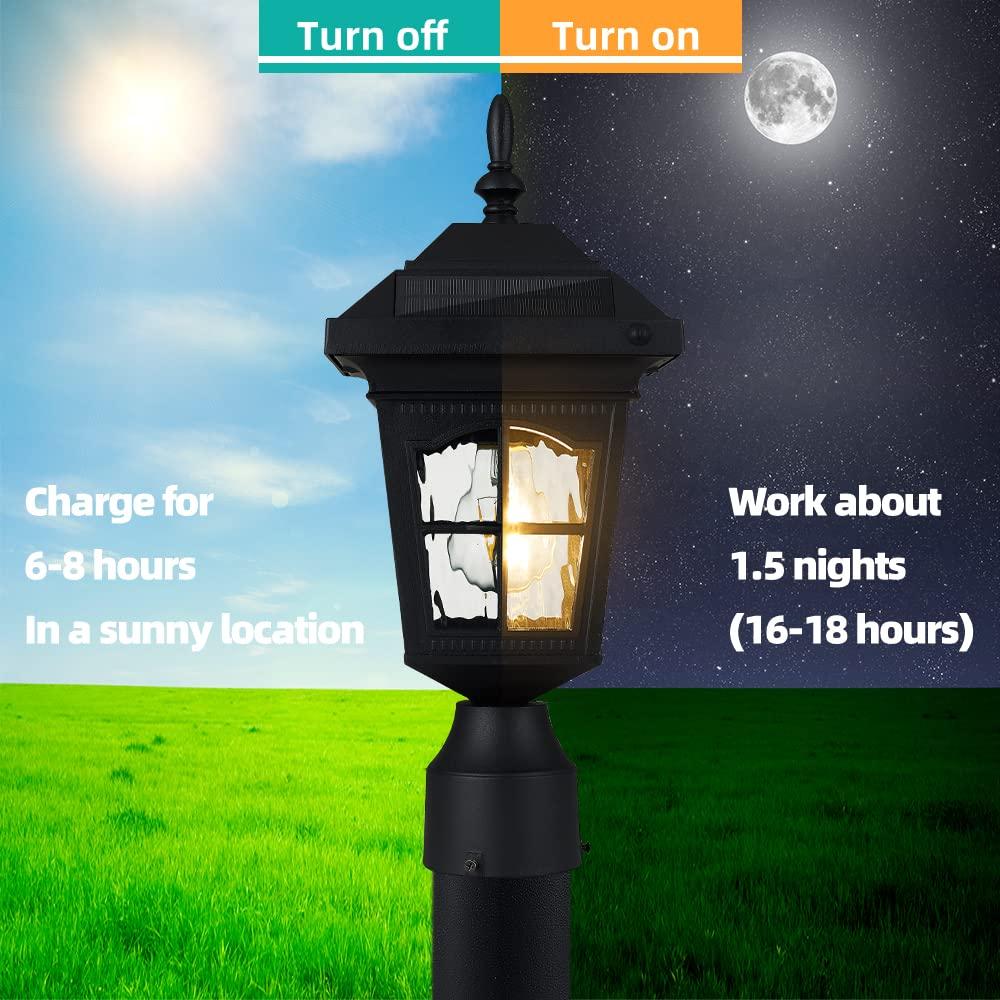 Turn off
Turn on
Charge for
6-8 hours
In a sunny location
Work about
1.5 nights
(16-18 hours)